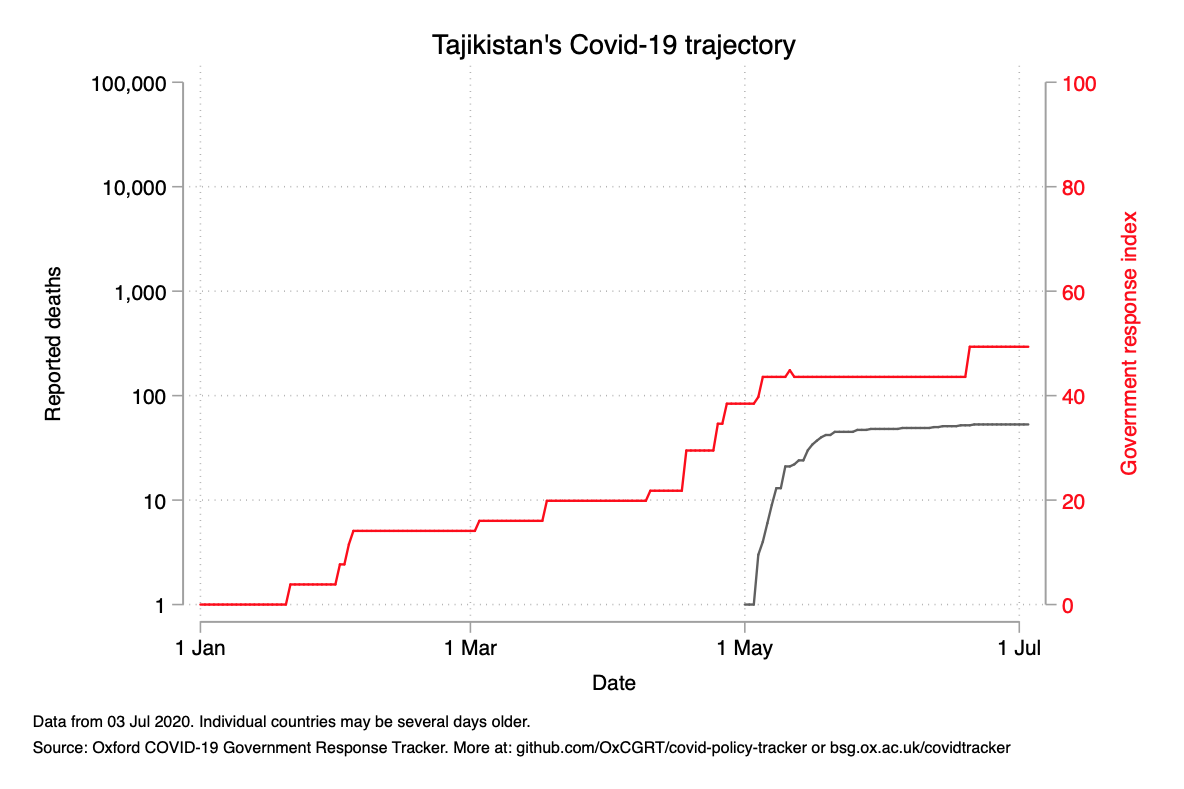 Tajikistan's Covid-19 trajectory
100,000
10,000
1,000
100
10
1
Reported deaths
100
80
60
40
20
0
Government response index
1 Jan
1 Mar
1 May
1 Jul
Date
Data from 03 Jul 2020. Individual countries may be several days older.
Source: Oxford COVID-19 Government Response Tracker. More at: github.com/OxCGRT/covid-policy-tracker or bsg.ox.ac.uk/covidtracker